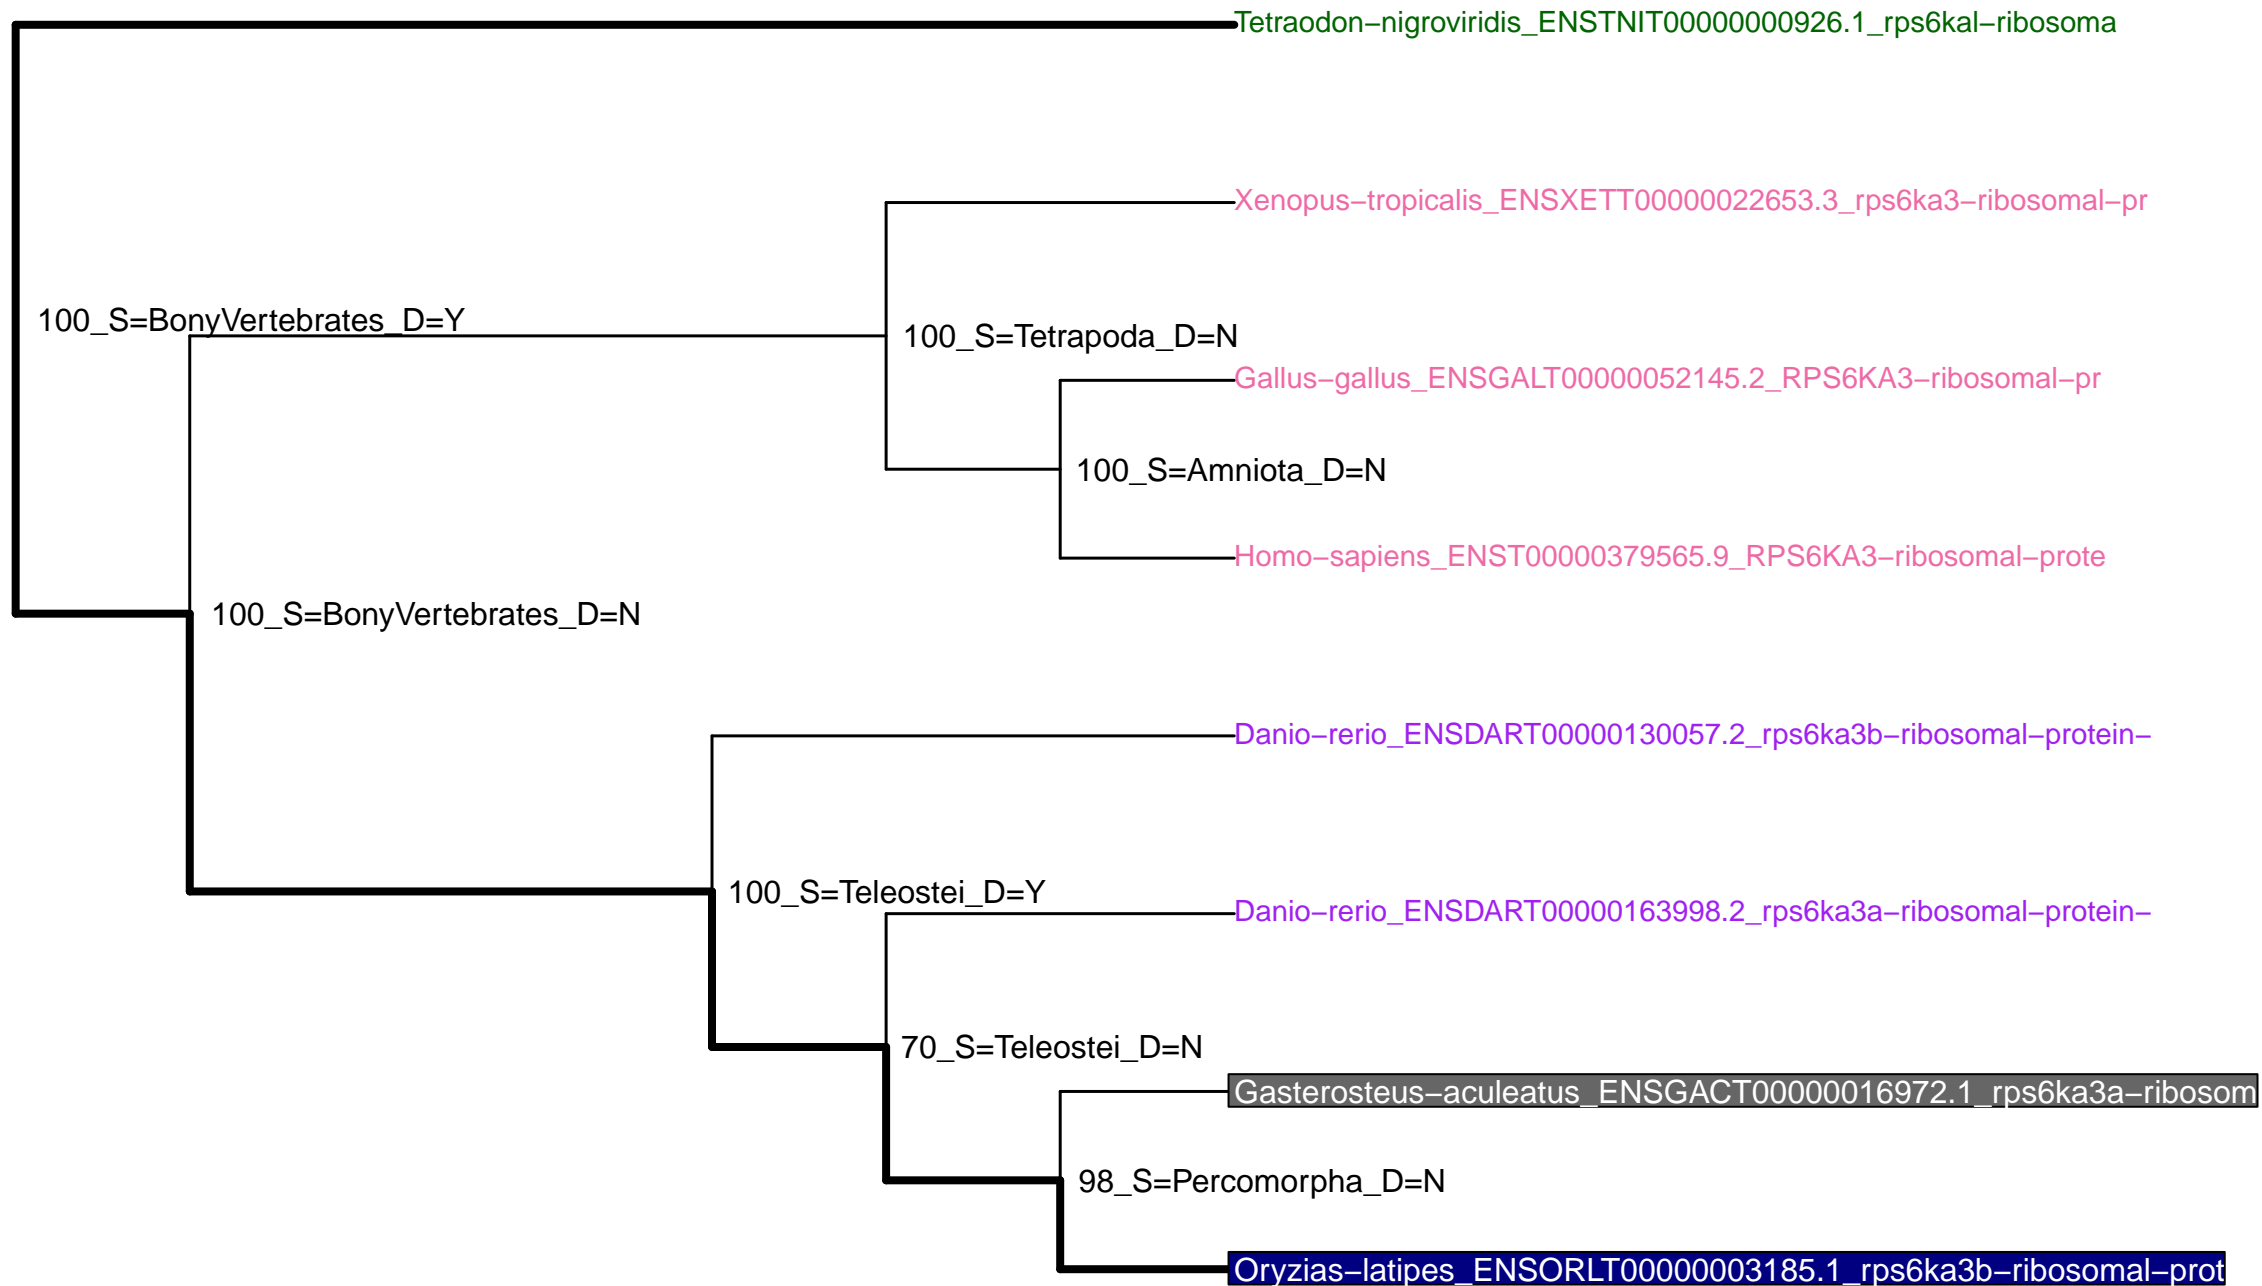 Tetraodon−nigroviridis_ENSTNIT00000000926.1_rps6kal−ribosoma
Xenopus−tropicalis_ENSXETT00000022653.3_rps6ka3−ribosomal−pr
100_S=BonyVertebrates_D=Y
100_S=Tetrapoda_D=N
Gallus−gallus_ENSGALT00000052145.2_RPS6KA3−ribosomal−pr
100_S=Amniota_D=N
Homo−sapiens_ENST00000379565.9_RPS6KA3−ribosomal−prote
100_S=BonyVertebrates_D=N
Danio−rerio_ENSDART00000130057.2_rps6ka3b−ribosomal−protein−
100_S=Teleostei_D=Y
Danio−rerio_ENSDART00000163998.2_rps6ka3a−ribosomal−protein−
70_S=Teleostei_D=N
Gasterosteus−aculeatus_ENSGACT00000016972.1_rps6ka3a−ribosom
98_S=Percomorpha_D=N
Oryzias−latipes_ENSORLT00000003185.1_rps6ka3b−ribosomal−prot